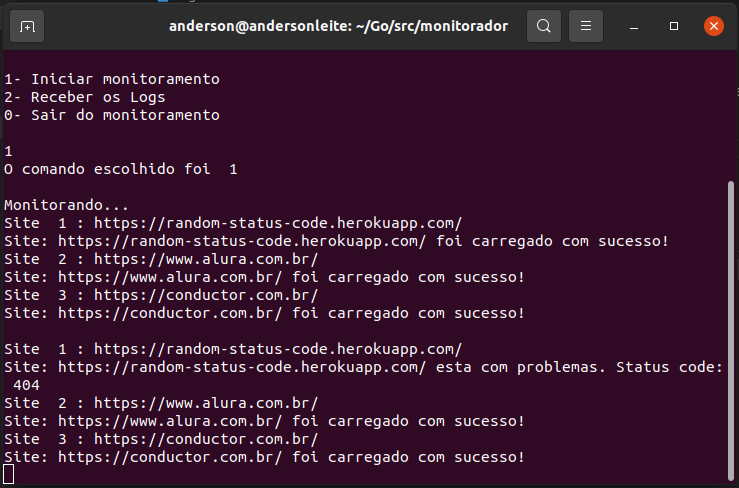 anderson@andersonleite: ~/Go/src/monitorador
1- Iniciar monitoramento
2- Receber os Logs
0- Sair do monitoramento
1
O comando escolhido foi  1
Monitorando...
Site  1 : https://random-status-code.herokuapp.com/
Site: https://random-status-code.herokuapp.com/ foi carregado com sucesso!
Site  2 : https://www.alura.com.br/
Site: https://www.alura.com.br/ foi carregado com sucesso!
Site  3 : https://conductor.com.br/
Site: https://conductor.com.br/ foi carregado com sucesso!
Site  1 : https://random-status-code.herokuapp.com/
Site: https://random-status-code.herokuapp.com/ esta com problemas. Status code:
 404
Site  2 : https://www.alura.com.br/
Site: https://www.alura.com.br/ foi carregado com sucesso!
Site  3 : https://conductor.com.br/
Site: https://conductor.com.br/ foi carregado com sucesso!